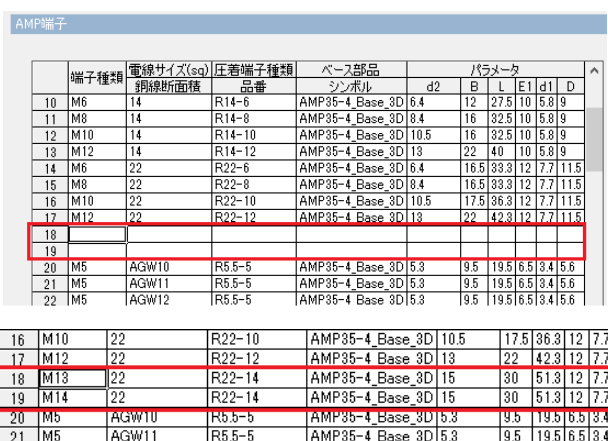 AMP端子
端子種類 電線サイズ(sq) 圧着端子種類 ベース部品 パラメータ
銅線断面積 品番 シンボル d2 B L E1 d1 D
10 M6 14 R14-6 AMP35-4_Base_3D 6.4 12 27.5 10 5.8 9
11 M8 14 R14-8 AMP35-4_Base_3D 8.4 16 32.5 10 5.8 9
12 M10 14 R14-10 AMP35-4_Base_3D 10.5 16 32.5 10 5.8 9
13 M12 14 R14-12 AMP35-4_Base_3D 13 22 40 10 5.8 9
14 M6 22 R22-6 AMP35-4_Base_3D 6.4 16.5 33.3 12 7.7 11.5
15 M8 22 R22-8 AMP35-4_Base_3D 8.4 16.5 33.3 12 7.7 11.5
16 M10 22 R22-10 AMP35-4_Base_3D 10.5 17.5 36.3 12 7.7 11.5
17 M12 22 R22-12 AMP35-4_Base_3D 13 22 42.3 12 7.7 11.5
18
19
20 M5 AGW10 R5.5-5 AMP35-4_Base_3D 5.3 9.5 19.5 6.5 3.4 5.6
21 M5 AGW11 R5.5-5 AMP35-4_Base_3D 5.3 9.5 19.5 6.5 3.4 5.6
22 M5 AGW12 R5.5-5 AMP35-4_Base_3D 5.3 9.5 19.5 6.5 3.4 5.6
16 M10 22 R22-10 AMP35-4_Base_3D 10.5 17.5 36.3 12 7.7
17 M12 22 R22-12 AMP35-4_Base_3D 13 22 42.3 12 7.7
18 M13 22 R22-14 AMP35-4_Base_3D 15 30 51.3 12 7.7
19 M14 22 R22-14 AMP35-4_Base_3D 15 30 51.3 12 7.7
20 M5 AGW10 R5.5-5 AMP35-4_Base_3D 5.3 9.5 19.5 6.5 3.4
21 M5 AGW11 R5.5-5 AMP35-4_Base_3D 5.3 9.5 19.5 6.5 3.4